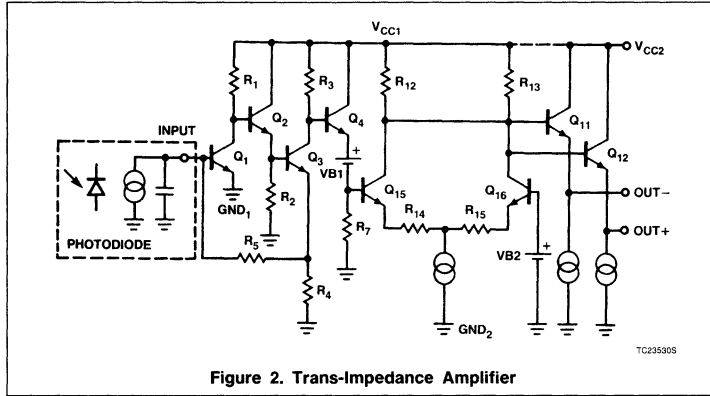 VCC1
VCC2
R1
R3
R12
R13
Q2
Q4
Q11
INPUT
Q1
Q3
VB1
+
Q12
Q15
Q16
GND1
R2
R7
R14
R15
OUT−
PHOTODIODE
R5
VB2
+
OUT+
R4
GND2
TC23530S
Figure 2. Trans-Impedance Amplifier